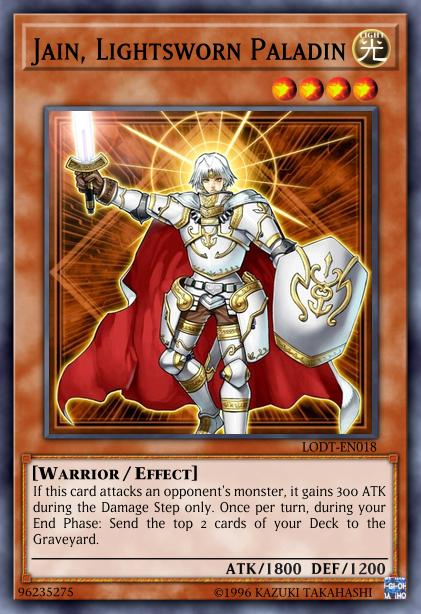 Jain, Lightsworn Paladin
LIGHT
光
LODT-EN018
[Warrior / Effect]
If this card attacks an opponent's monster, it gains 300 ATK
during the Damage Step only. Once per turn, during your
End Phase: Send the top 2 cards of your Deck to the
Graveyard.
ATK/1800 DEF/1200
96235275
©1996 KAZUKI TAKAHASHI